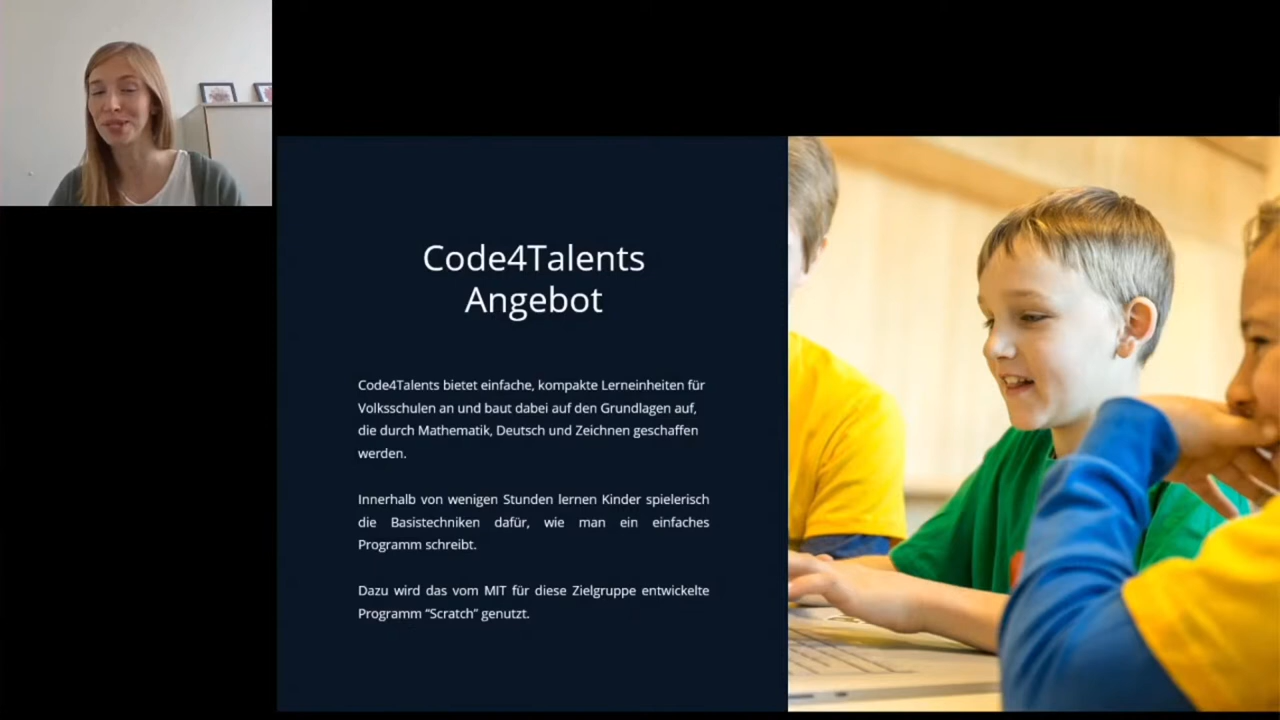 Code4Talents
Angebot
Code4Talents bietet einfache, kompakte Lerneinheiten für
Volksschulen an und baut dabei auf den Grundlagen auf,
die durch Mathematik, Deutsch und Zeichnen geschaffen
werden.
Innerhalb von wenigen Stunden lernen Kinder spielerisch
die Basistechniken dafür, wie man ein einfaches
Programm schreibt.
Dazu wird das vom MIT für diese Zielgruppe entwickelte
Programm “Scratch” genutzt.